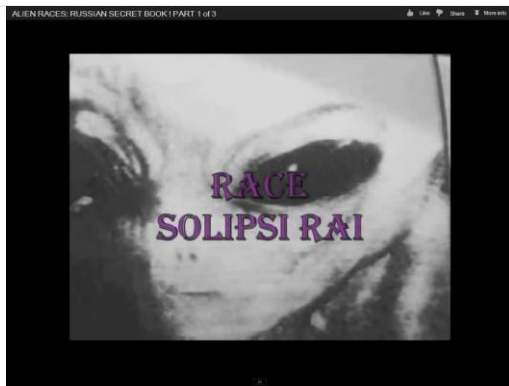 ALIEN RACES: RUSSIAN SECRET BOOK! PART 1 of 3
Like Share More info
RACE
SOLIPSI RAI